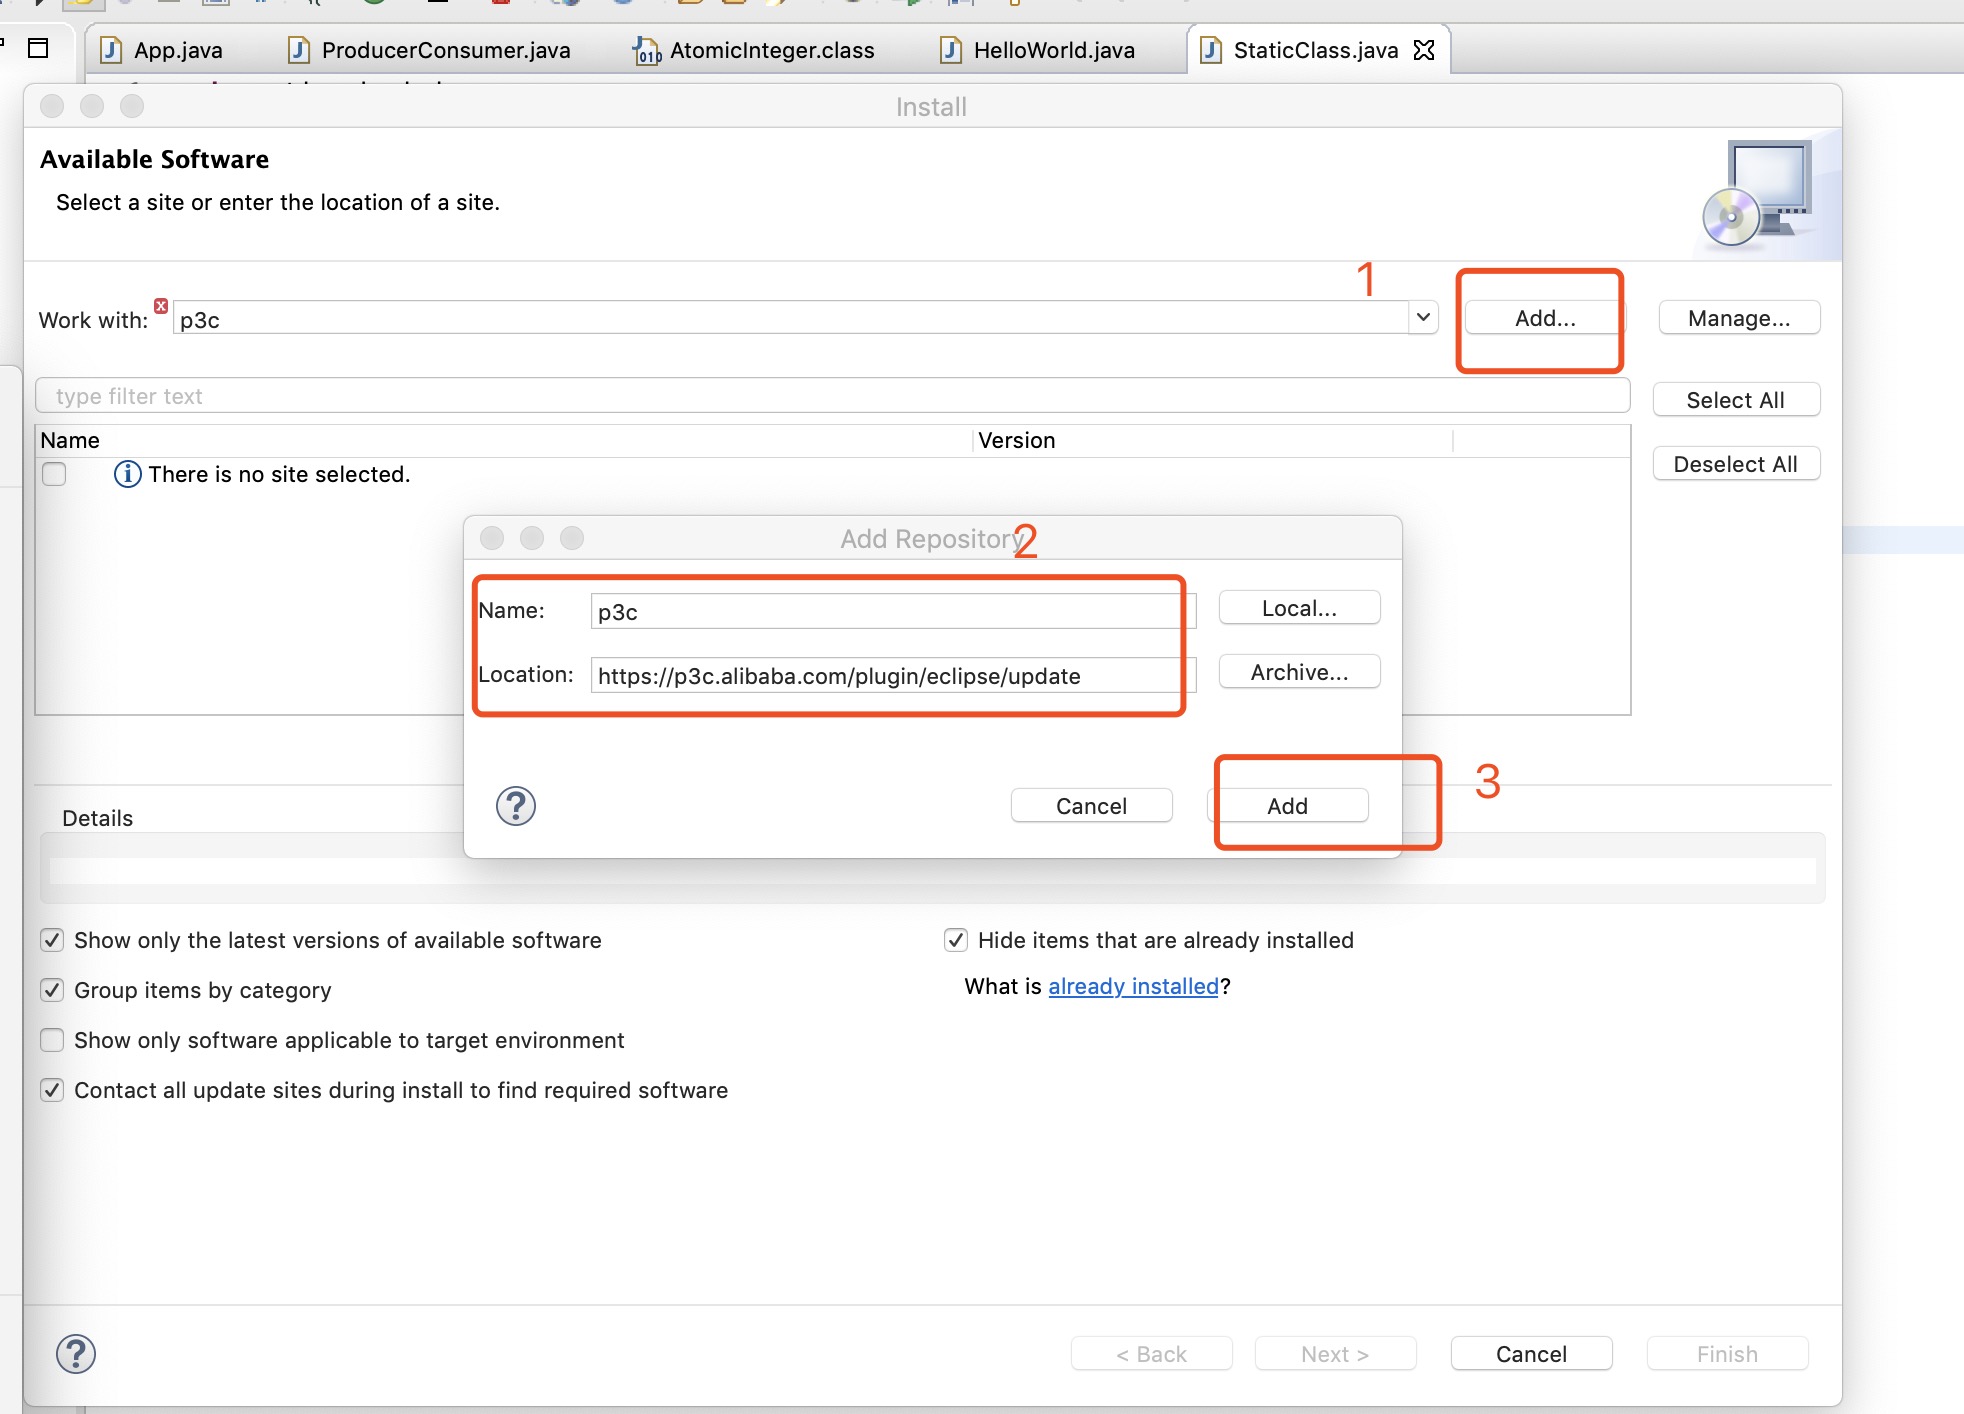 App.java ProducerConsumer.java AtomicInteger.class HelloWorld.java StaticClass.java
Install
Available Software
Select a site or enter the location of a site.
1
Work with: p3c Add... Manage...
type filter text
Select All
Name Version
There is no site selected.
Deselect All
Add Repository
2
Name: p3c Local...
Location: https://p3c.alibaba.com/plugin/eclipse/update Archive...
3
Cancel Add
Details
Show only the latest versions of available software
Hide items that are already installed
Group items by category
What is already installed?
Show only software applicable to target environment
Contact all update sites during install to find required software
< Back Next > Cancel Finish